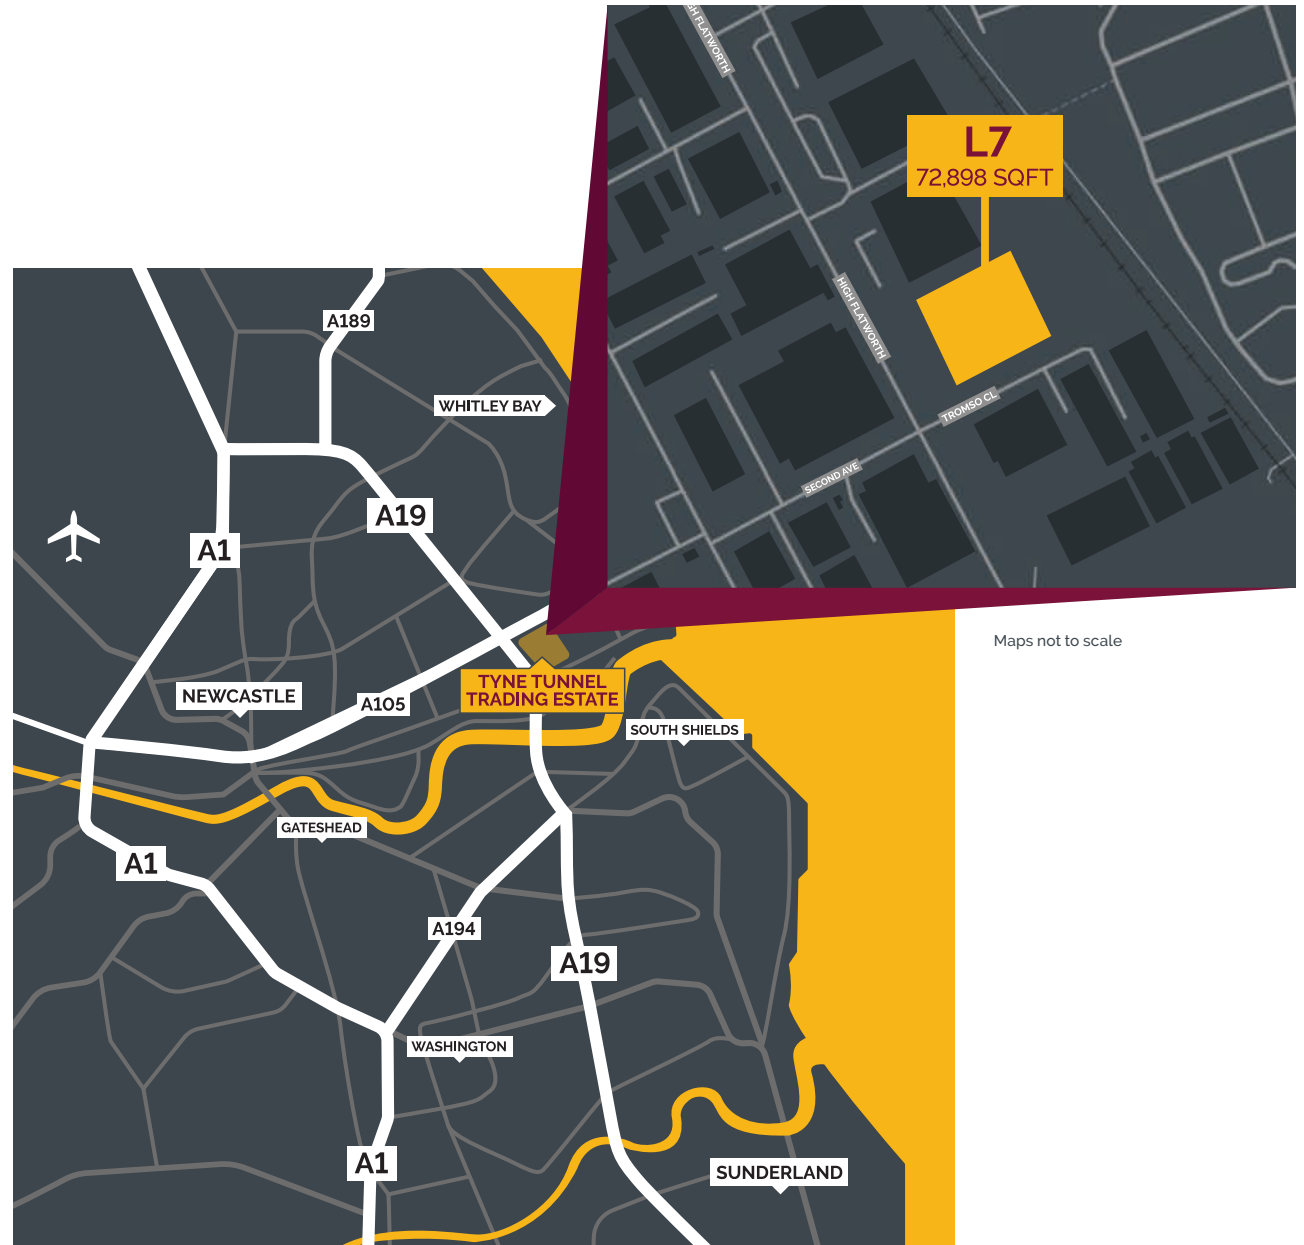 HIGH FLATWORTH
L7
72,898 SQFT
HIGH FLATWORTH
TROMSO CL
SECOND AVE
A189
WHITLEY BAY
A19
A1
Maps not to scale
TYNE TUNNEL
TRADING ESTATE
NEWCASTLE
A105
SOUTH SHIELDS
GATESHEAD
A1
A194
A19
WASHINGTON
A1
SUNDERLAND